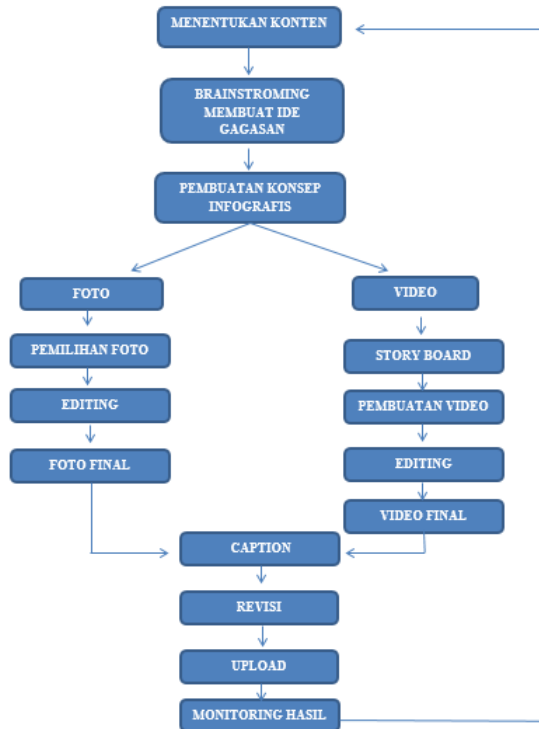 MENENTUKAN KONTEN
BRAINSTROMING
MEMBUAT IDE
GAGASAN
PEMBUATAN KONSEP
INFOGRAFIS
FOTO
PEMILIHAN FOTO
EDITING
FOTO FINAL
VIDEO
STORY BOARD
PEMBUATAN VIDEO
EDITING
VIDEO FINAL
CAPTION
REVISI
UPLOAD
MONITORING HASIL